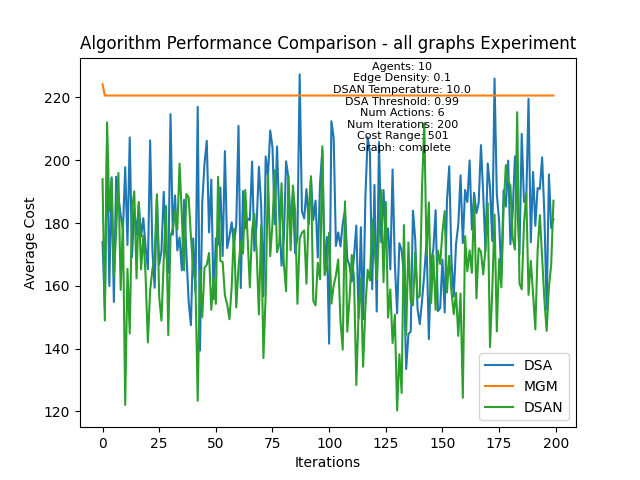 Algorithm Performance Comparison - all graphs Experiment
Agents: 10
Edge Density: 0.1
DSAN Temperature: 10.0
DSA Threshold: 0.99
Num Actions: 6
Num Iterations: 200
Cost Range: 501
Graph: complete
220
200
180
160
140
120
Average Cost
DSA
MGM
DSAN
0 25 50 75 100 125 150 175 200
Iterations